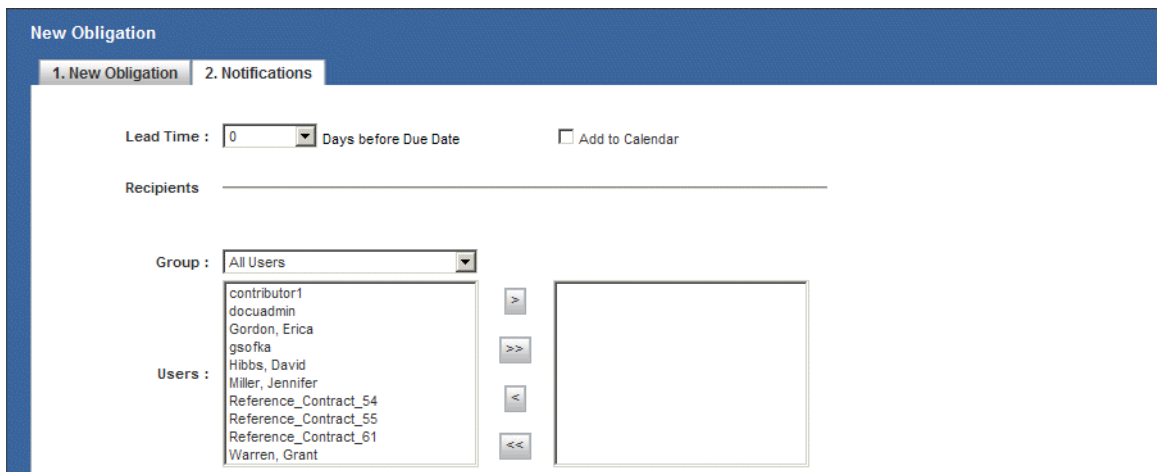 New Obligation
1. New Obligation 2. Notifications
Lead Time : 0 Days before Due Date Add to Calendar
Recipients
Group : All Users
contributor1
docuadmin
Gordon, Erica
gsofka
Hibbs, David
Miller, Jennifer
Reference_Contract_54
Reference_Contract_55
Reference_Contract_61
Warren, Grant
Users :
>
>>
<
<<